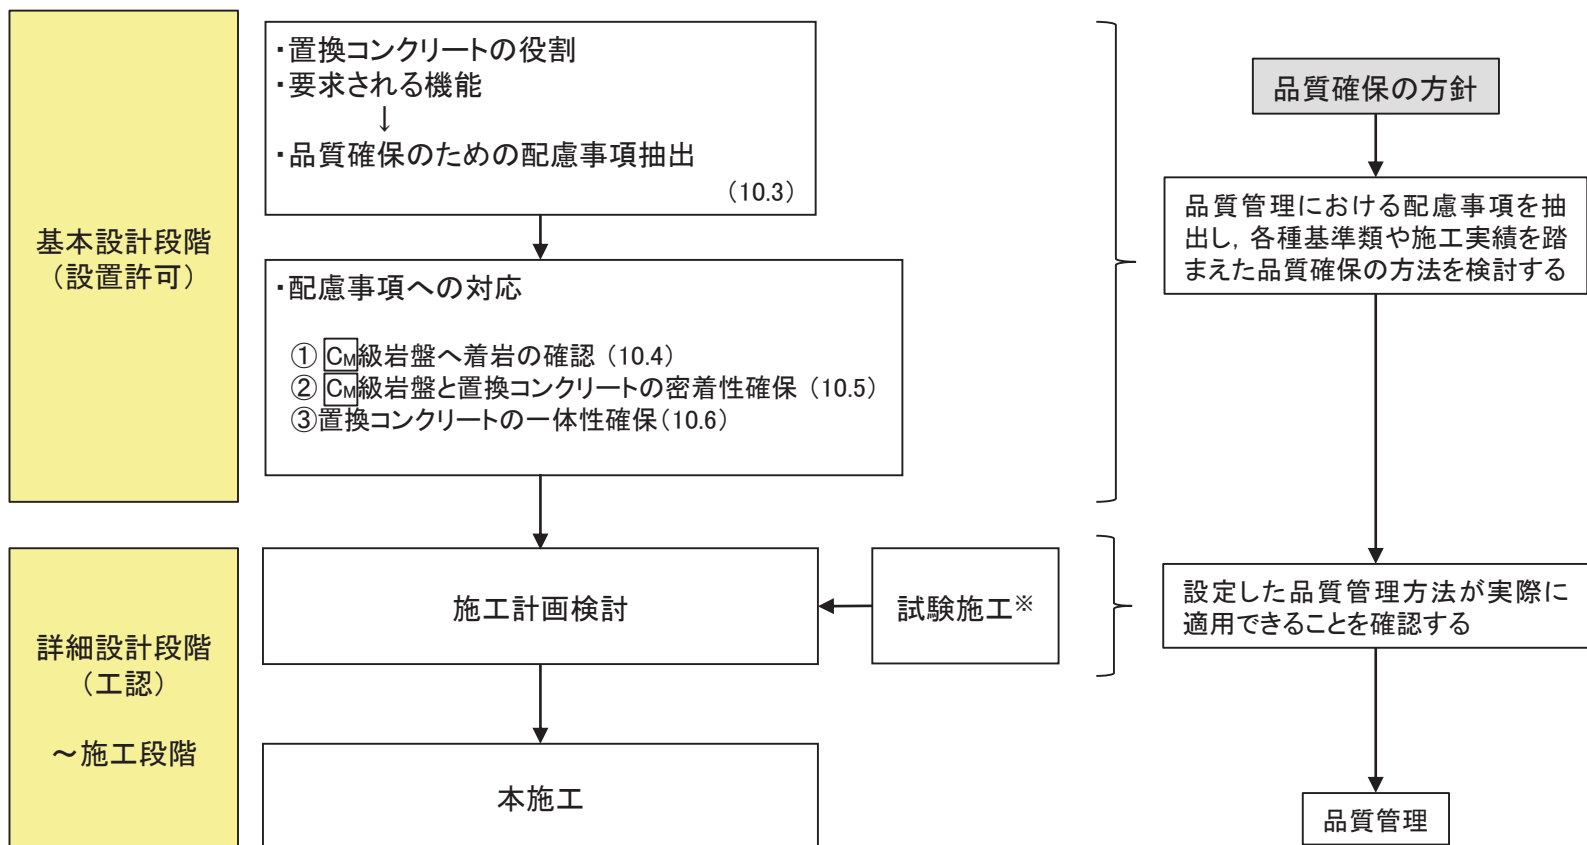 基本設計段階
（設置許可）
・置換コンクリートの役割
・要求される機能
↓
・品質確保のための配慮事項抽出
（10.3）
・配慮事項への対応
① CM級岩盤へ着岩の確認（10.4）
② CM級岩盤と置換コンクリートの密着性確保（10.5）
③置換コンクリートの一体性確保（10.6）
品質確保の方針
品質管理における配慮事項を抽
出し，各種基準類や施工実績を踏
まえた品質確保の方法を検討する
詳細設計段階
（工認）
～施工段階
施工計画検討
試験施工※
設定した品質管理方法が実際に
適用できることを確認する
本施工
品質管理